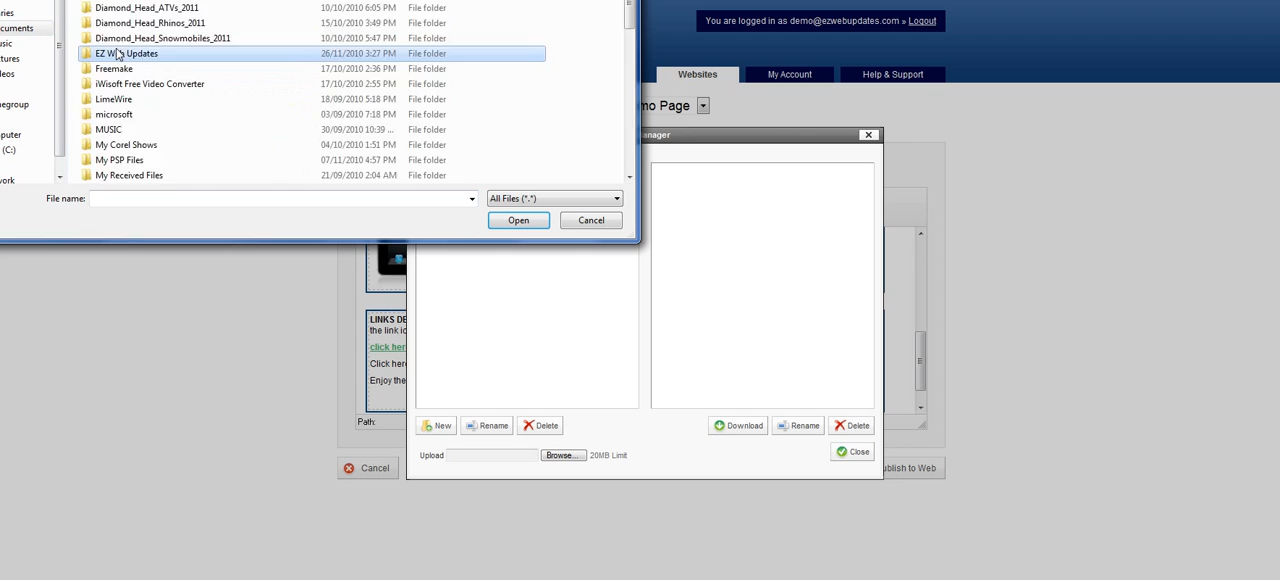 Diamond_Head_ATVs_2011 10/10/2010 6:05 PM File folder
Diamond_Head_Rhinos_2011 15/10/2010 3:49 PM File folder
Diamond_Head_Snowmobiles_2011 10/10/2010 5:47 PM File folder
EZ Web Updates 26/11/2010 3:27 PM File folder
Freemake 17/10/2010 2:36 PM File folder
iWisoft Free Video Converter 17/10/2010 2:55 PM File folder
LimeWire 18/09/2010 5:18 PM File folder
microsoft 03/09/2010 7:18 PM File folder
MUSIC 30/09/2010 10:39 ... File folder
My Corel Shows 04/10/2010 1:51 PM File folder
My PSP Files 07/11/2010 4:57 PM File folder
My Received Files 21/09/2010 2:04 AM File folder
ries
cuments
sic
tures
eos
megroup
mputer
(C:)
work
File name:
All Files (*.*)
Open
Cancel
You are logged in as demo@ezwebupdates.com » Logout
Websites
My Account
Help & Support
mo Page
anager
LINKS DE
the link ic
click her
Click here
Enjoy the
Path:
New
Rename
Delete
Download
Rename
Delete
Upload
Browse...
20MB Limit
Close
Cancel
ublish to Web